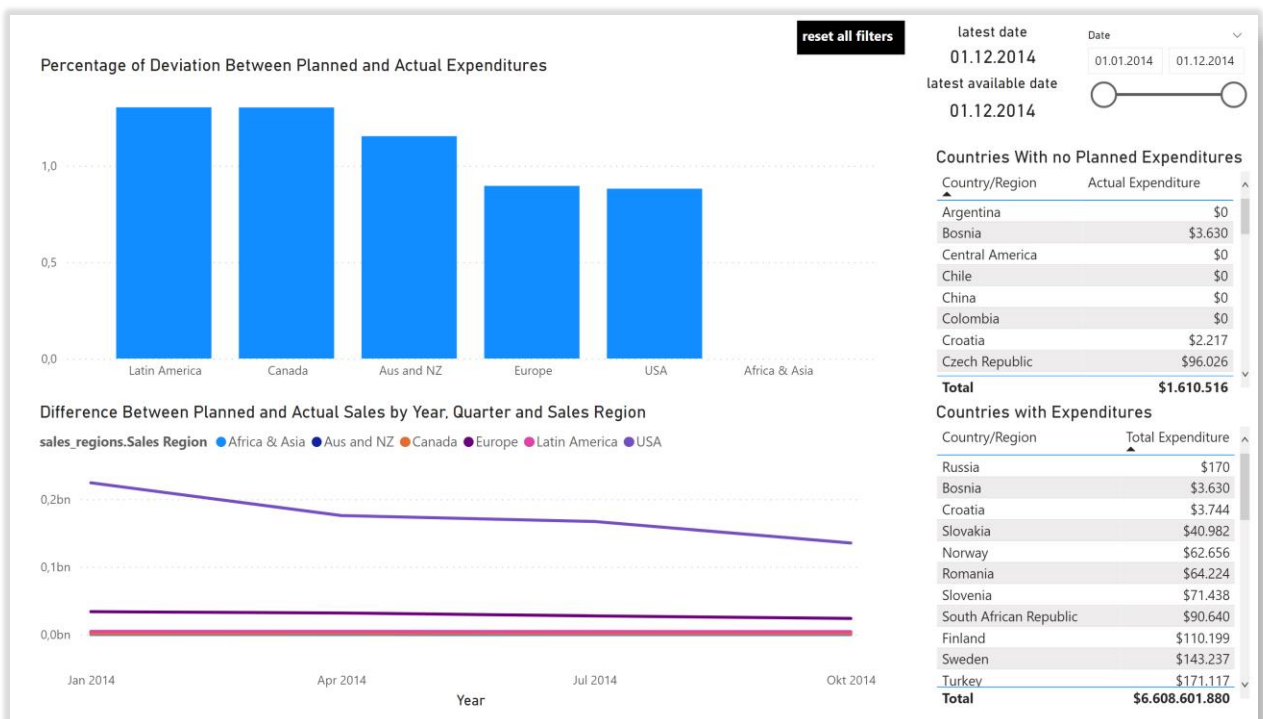 reset all filters
latest date
01.12.2014
latest available date
01.12.2014
Date
01.01.2014 01.12.2014
Percentage of Deviation Between Planned and Actual Expenditures
1,0
0,5
0,0
Latin America Canada Aus and NZ Europe USA Africa & Asia
Difference Between Planned and Actual Sales by Year, Quarter and Sales Region
sales_regions.Sales Region Africa & Asia Aus and NZ Canada Europe Latin America USA
0,2bn
0,1bn
0,0bn
Jan 2014 Apr 2014 Jul 2014 Okt 2014
Year
Countries With no Planned Expenditures
Country/Region Actual Expenditure
Argentina $0
Bosnia $3.630
Central America $0
Chile $0
China $0
Colombia $0
Croatia $2.217
Czech Republic $96.026
Total $1.610.516
Countries with Expenditures
Country/Region Total Expenditure
Russia $170
Bosnia $3.630
Croatia $3.744
Slovakia $40.982
Norway $62.656
Romania $64.224
Slovenia $71.438
South African Republic $90.640
Finland $110.199
Sweden $143.237
Turkey $171.117
Total $6.608.601.880